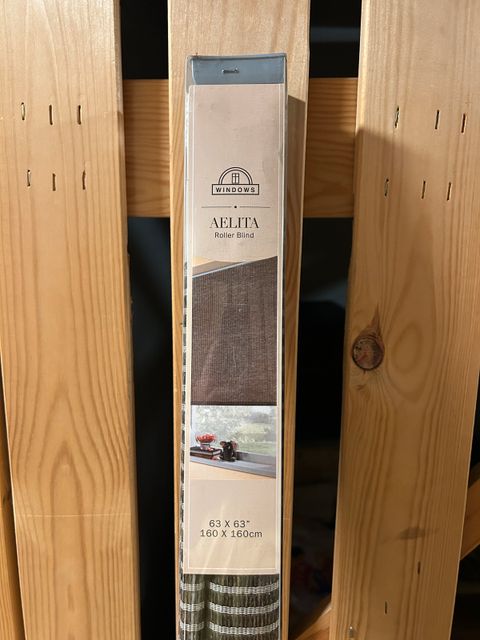 WINDOWS
AELITA
Roller Blind
63 X 63"
160 X 160cm